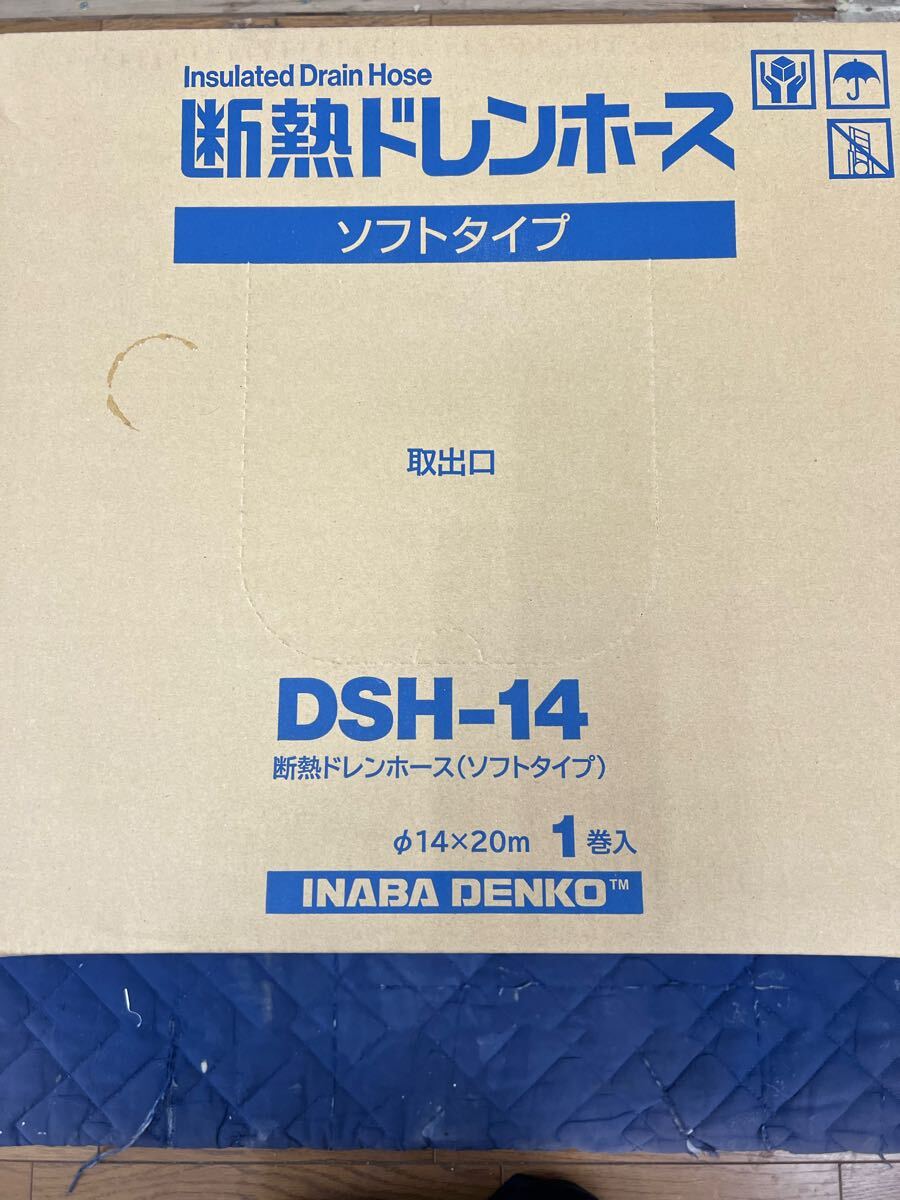 Insulated Drain Hose
断熱ドレンホース
ソフトタイプ
取出口
DSH-14
断熱ドレンホース(ソフトタイプ)
φ14×20m 1巻入
INABA DENKO™